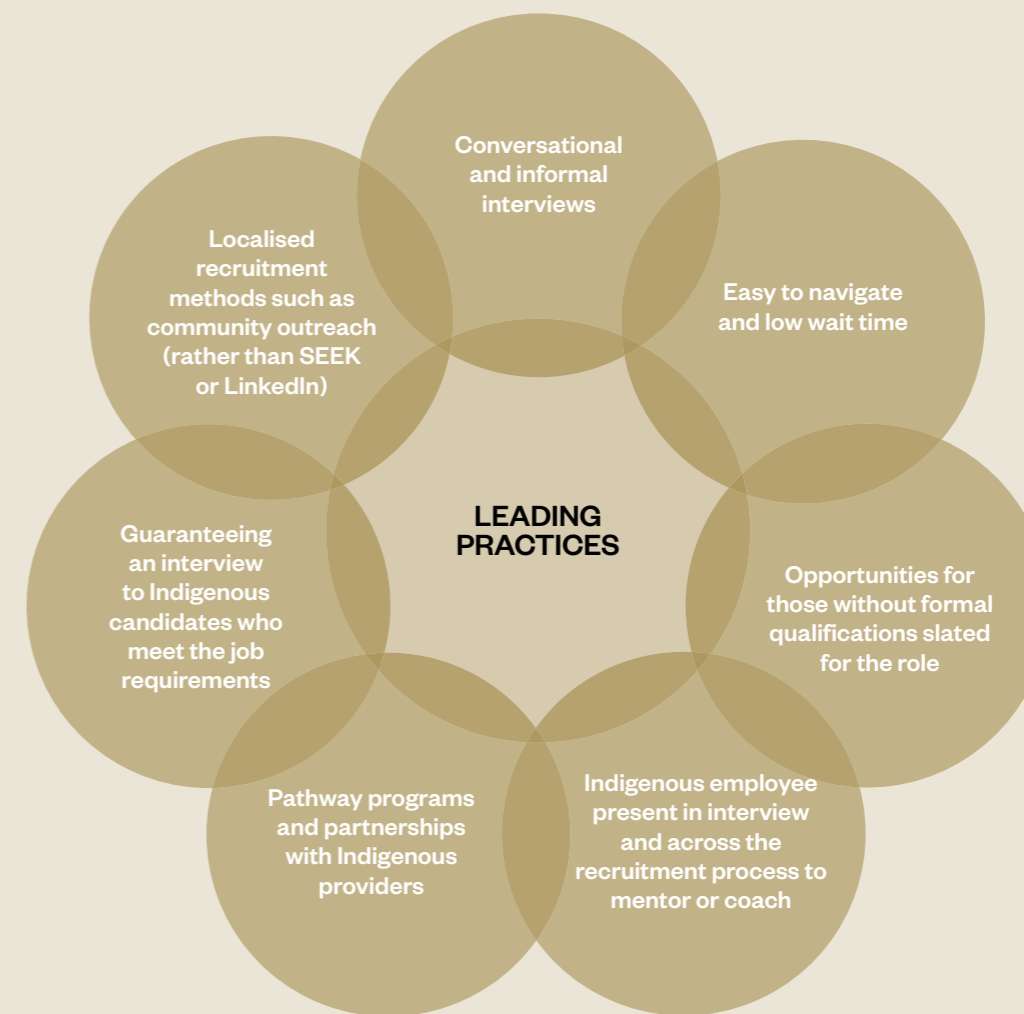 Conversational
and informal
interviews
Easy to navigate
and low wait time
Opportunities for
those without formal
qualifications slated
for the role
Indigenous employee
present in interview
and across the
recruitment process to
mentor or coach
Pathway programs
and partnerships
with Indigenous
providers
Guaranteeing
an interview
to Indigenous
candidates who
meet the job
requirements
Localised
recruitment
methods such as
community outreach
(rather than SEEK
or LinkedIn)
LEADING
PRACTICES